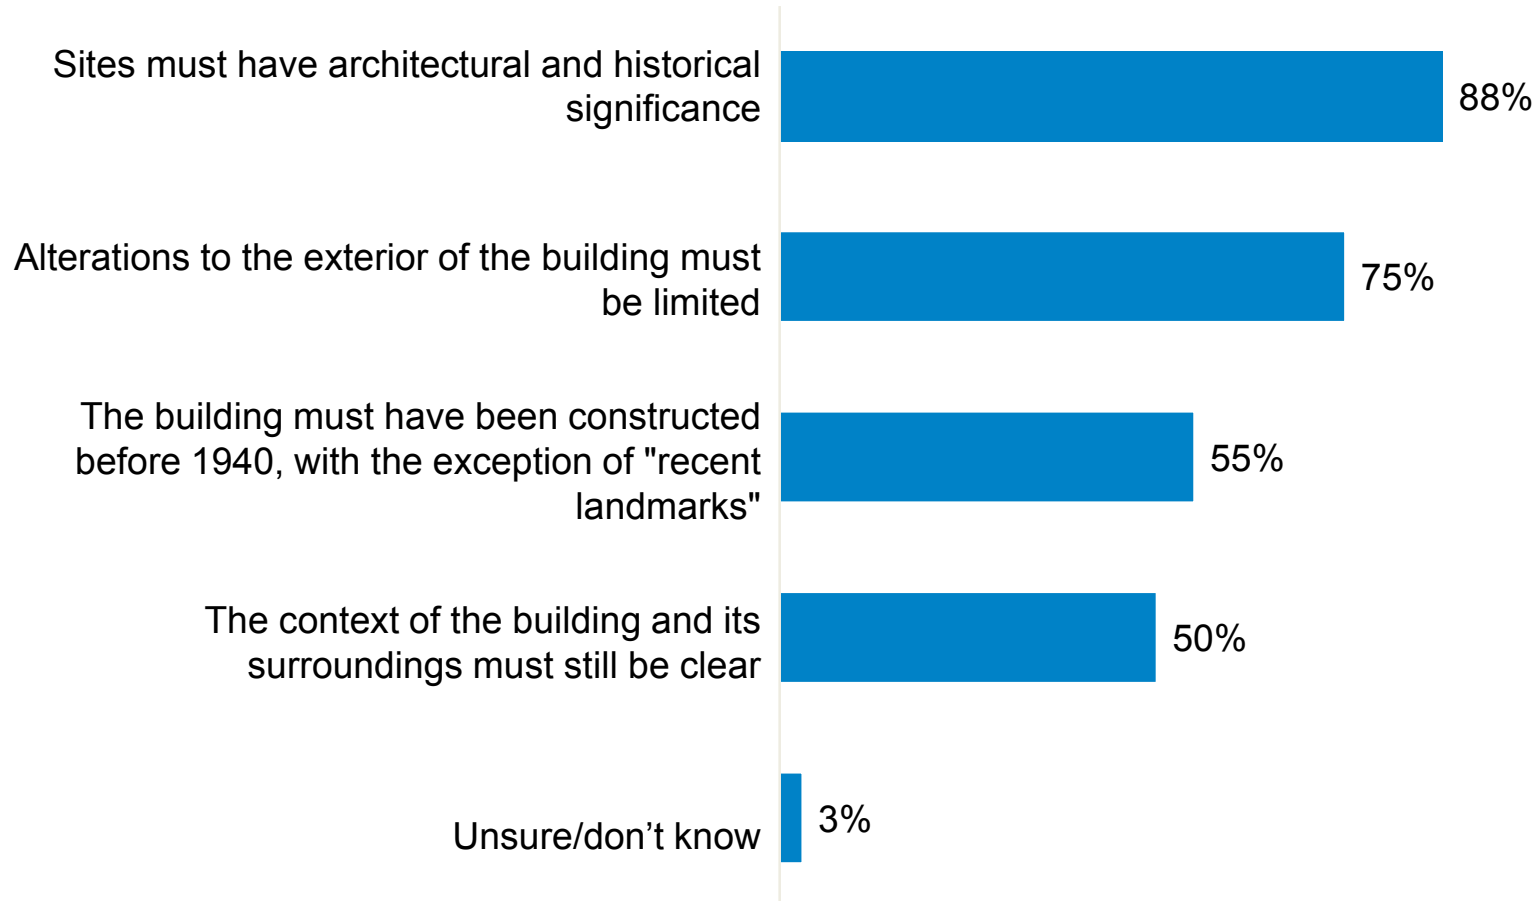 Sites must have architectural and historical
significance
88%
Alterations to the exterior of the building must
be limited
75%
The building must have been constructed
before 1940, with the exception of "recent
landmarks"
55%
The context of the building and its
surroundings must still be clear
50%
Unsure/don’t know
3%